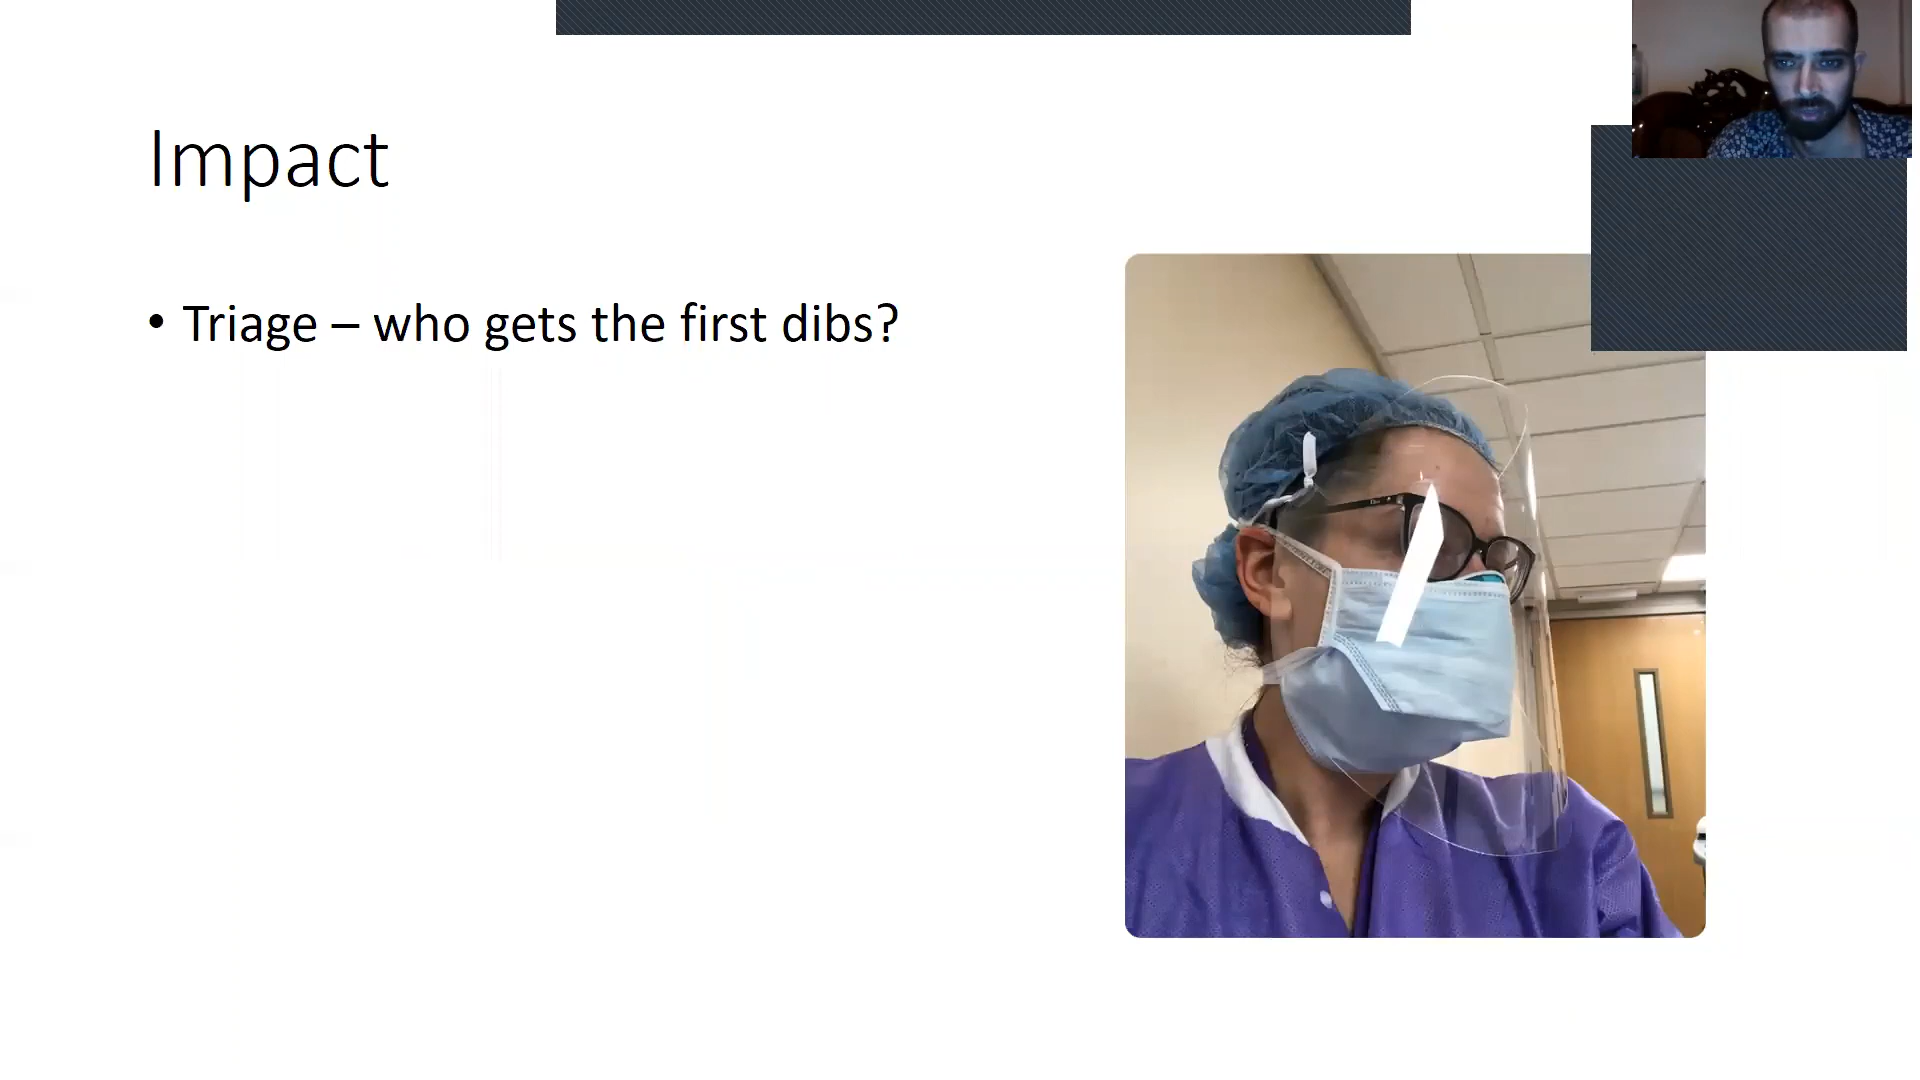 Impact
• Triage – who gets the first dibs?